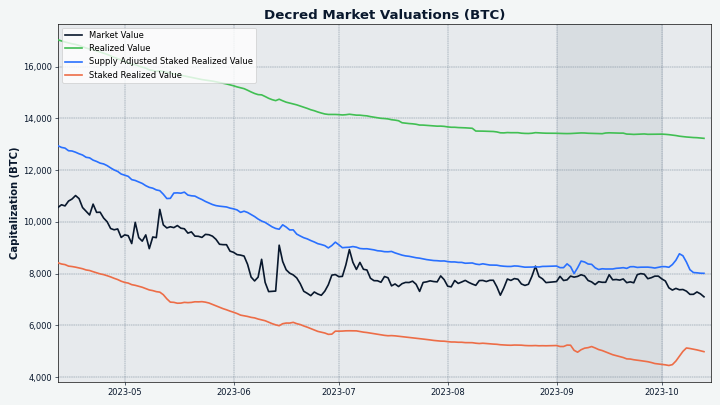 Decred Market Valuations (BTC)
Market Value
Realized Value
Supply Adjusted Staked Realized Value
Staked Realized Value
Capitalization (BTC)
16,000
14,000
12,000
10,000
8,000
6,000
4,000
2023-05
2023-06
2023-07
2023-08
2023-09
2023-10